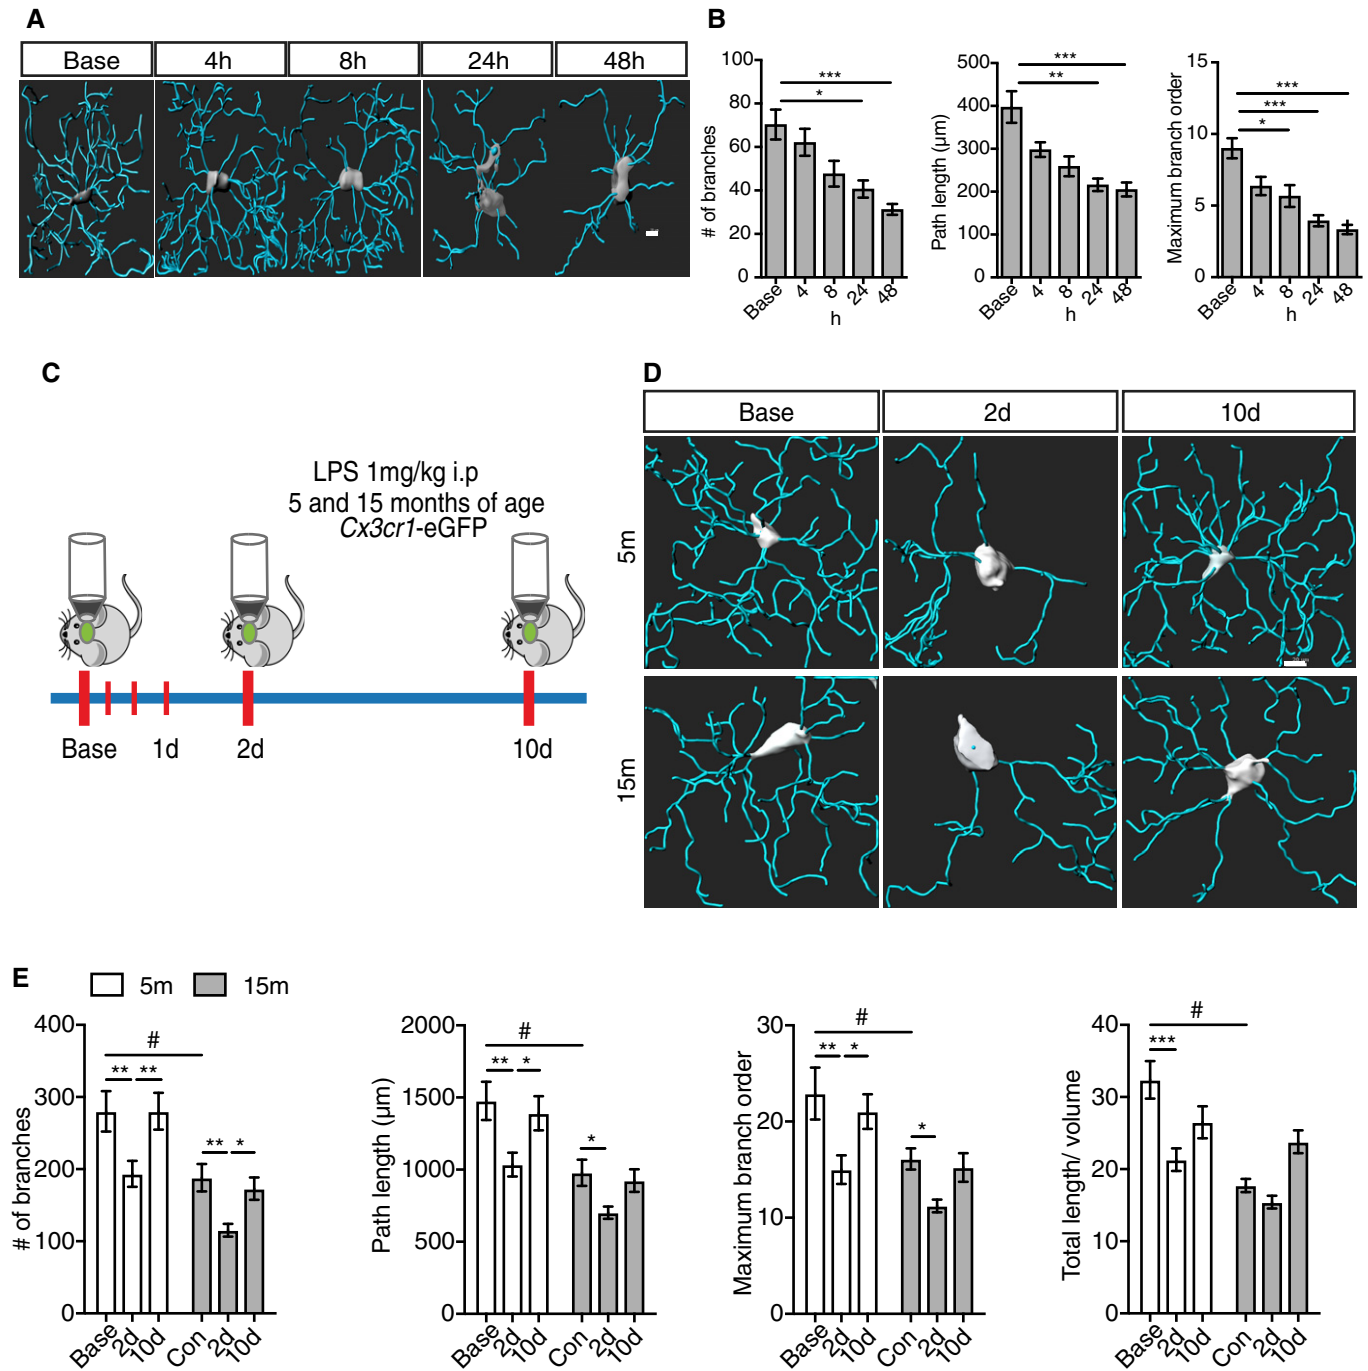 A
Base 4h 8h 24h 48h
B
100
80
60
40
20
0
# of branches
***
*
Base 4 8 24 48
h
500
400
300
200
100
0
Path length (µm)
***
**
Base 4 8 24 48
h
15
10
5
0
Maximum branch order
***
***
*
Base 4 8 24 48
h
C
LPS 1mg/kg i.p
5 and 15 months of age
Cx3cr1-eGFP
Base 1d 2d 10d
D
Base 2d 10d
5m
15m
E
5m 15m
400
300
200
100
0
# of branches
#
** **
** *
Base 2d 10d Con 2d 10d
2000
1500
1000
500
0
Path length (µm)
#
** *
*
Base 2d 10d Con 2d 10d
30
20
10
0
Maximum branch order
#
** *
*
Base 2d 10d Con 2d 10d
40
30
20
10
0
Total length/ volume
#
***
Base 2d 10d Con 2d 10d